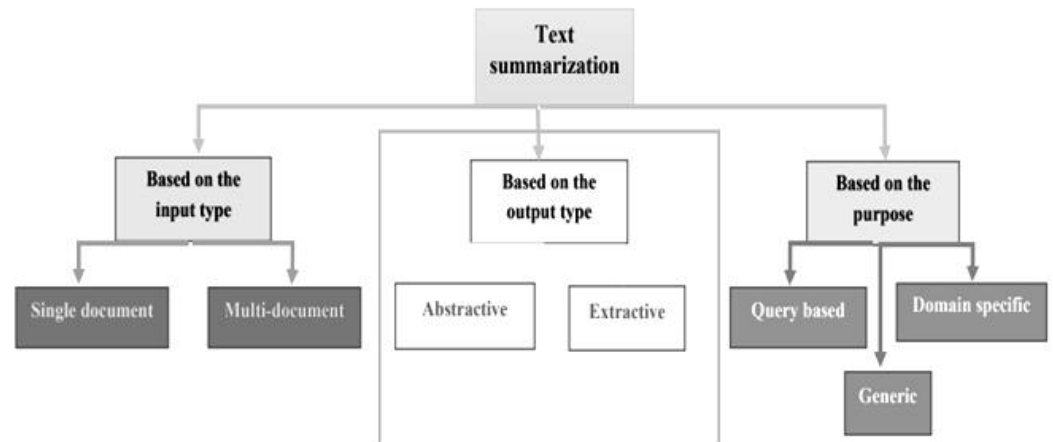 Text
summarization
Based on the
input type
Based on the
output type
Based on the
purpose
Single document
Multi-document
Abstractive
Extractive
Query based
Domain specific
Generic